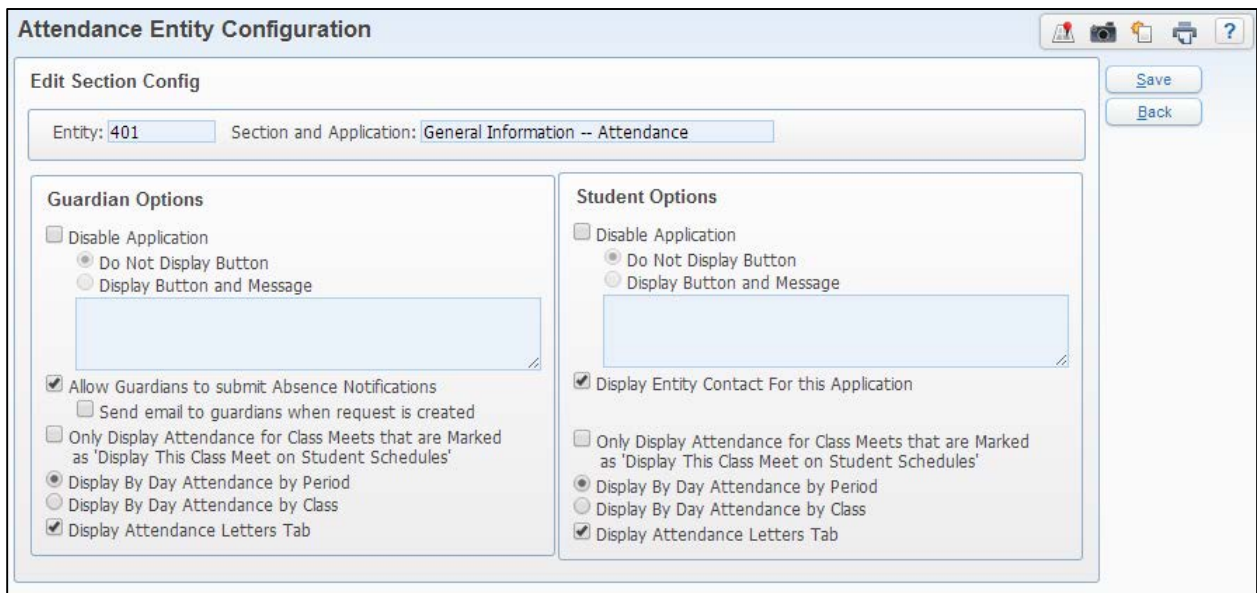 Attendance Entity Configuration
?
Edit Section Config
Save
Back
Entity: 401 Section and Application: General Information -- Attendance
Guardian Options
Disable Application
Do Not Display Button
Display Button and Message
Allow Guardians to submit Absence Notifications
Send email to guardians when request is created
Only Display Attendance for Class Meets that are Marked
as 'Display This Class Meet on Student Schedules'
Display By Day Attendance by Period
Display By Day Attendance by Class
Display Attendance Letters Tab
Student Options
Disable Application
Do Not Display Button
Display Button and Message
Display Entity Contact For this Application
Only Display Attendance for Class Meets that are Marked
as 'Display This Class Meet on Student Schedules'
Display By Day Attendance by Period
Display By Day Attendance by Class
Display Attendance Letters Tab